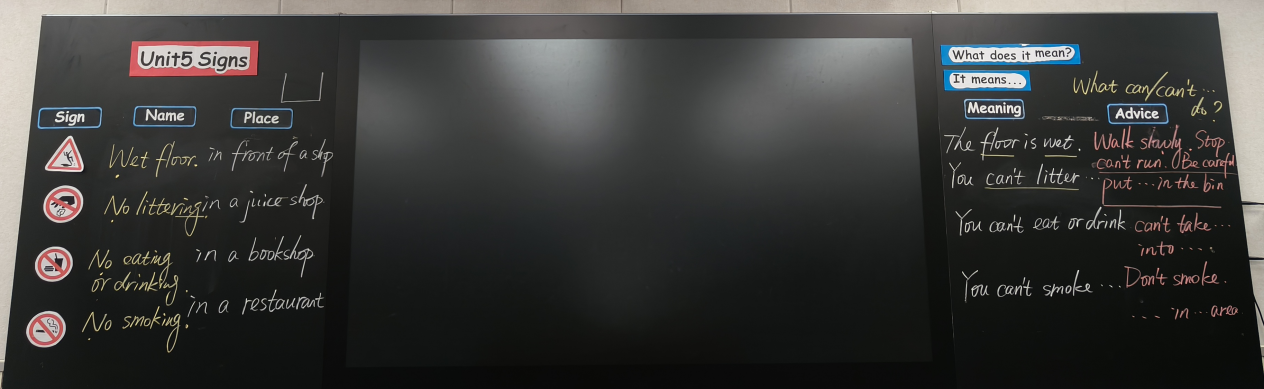 Unit5 Signs
Sign Name Place
Wet floor. in front of a shop
No littering. in a juice shop.
No eating in a bookshop
or drinking.
in a restaurant
No smoking.
What does it mean?
It means...
What can/can't...
do?
Meaning Advice
The floor is wet. Walk slowly. Stop
can't run. Be careful
You can't litter ... put ... in the bin
You can't eat or drink can't take...
into ....
You can't smoke ... Don't smoke.
.... in ... area